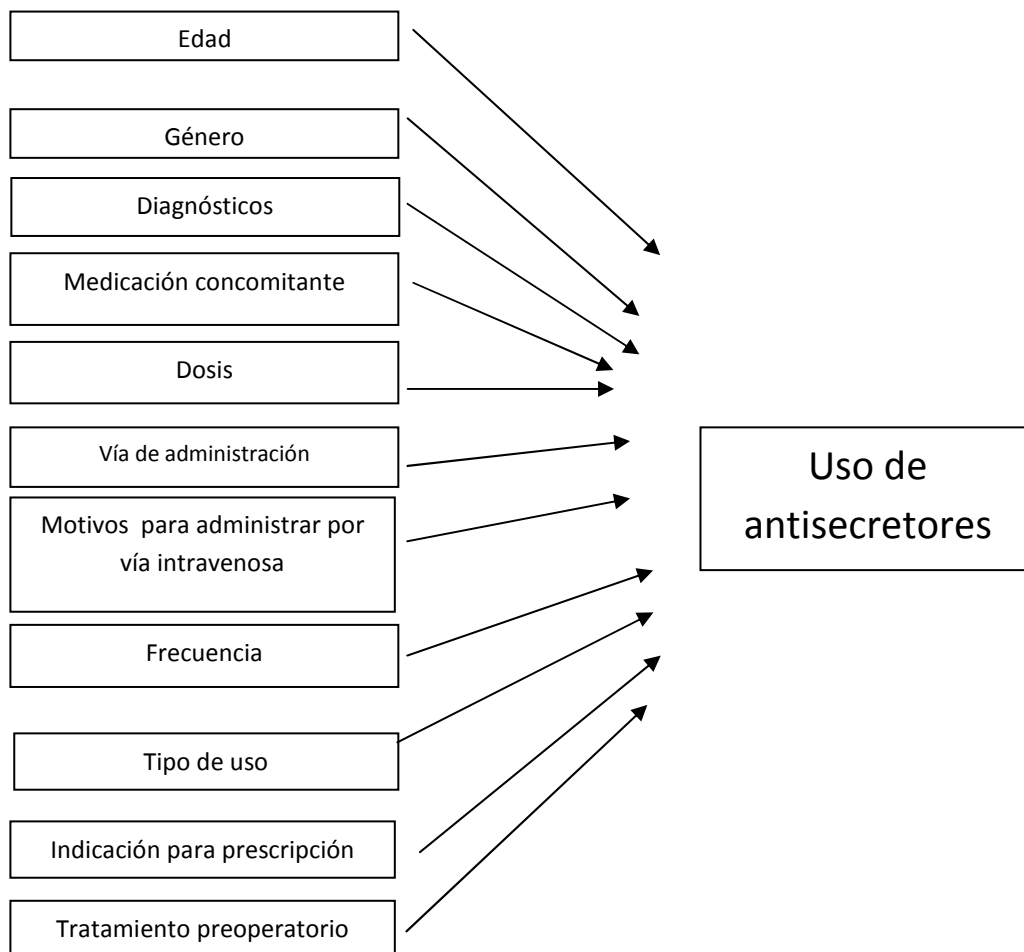 Edad
Género
Diagnósticos
Medicación concomitante
Dosis
Vía de administración
Motivos para administrar por
vía intravenosa
Frecuencia
Tipo de uso
Indicación para prescripción
Tratamiento preoperatorio
Uso de
antisecretores